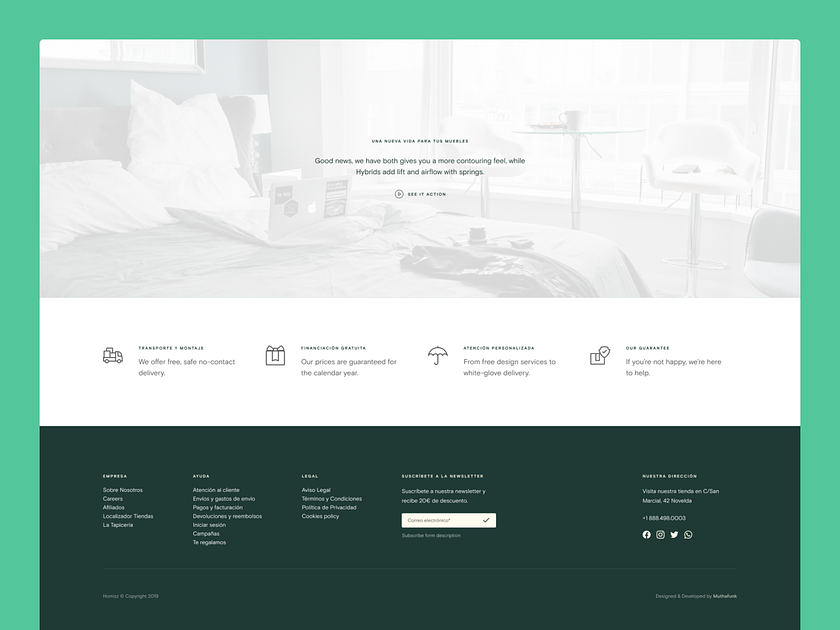 UNA NUEVA VIDA PARA TUS MUEBLES
Good news, we have both gives you a more contouring feel, while
Hybrids add lift and airflow with springs.
SEE IT ACTION
TRANSPORTE Y MONTAJE
We offer free, safe no-contact
delivery.
FINANCIACIÓN GRATUITA
Our prices are guaranteed for
the calendar year.
ATENCIÓN PERSONALIZADA
From free design services to
white-glove delivery.
OUR GUARANTEE
If you're not happy, we're here
to help.
EMPRESA
Sobre Nosotros
Careers
Afiliados
Localizador Tiendas
La Tapiceria
AYUDA
Atención al cliente
Envíos y gastos de envío
Pagos y facturación
Devoluciones y reembolsos
Iniciar sesión
Campañas
Te regalamos
LEGAL
Aviso Legal
Términos y Condiciones
Política de Privacidad
Cookies policy
SUSCRÍBETE A LA NEWSLETTER
Suscríbete a nuestra newsletter y
recibe 20€ de descuento.
Correo electrónico*
Subscribe form description
NUESTRA DIRECCIÓN
Visita nuestra tienda en C/San
Marcial, 42 Novelda
+1 888.498.0003
Homizz © Copyright 2019
Designed & Developed by Muthafunk